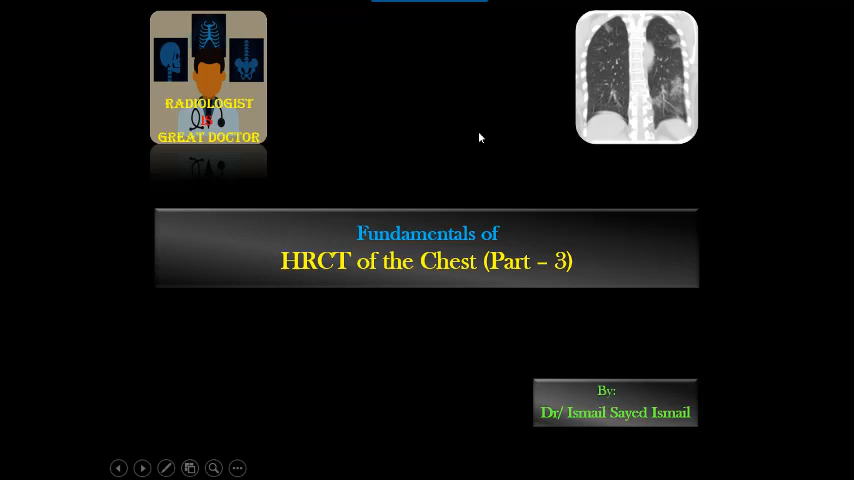 RADIOLOGIST
IS
GREAT DOCTOR
Fundamentals of
HRCT of the Chest (Part – 3)
By:
Dr/ Ismail Sayed Ismail